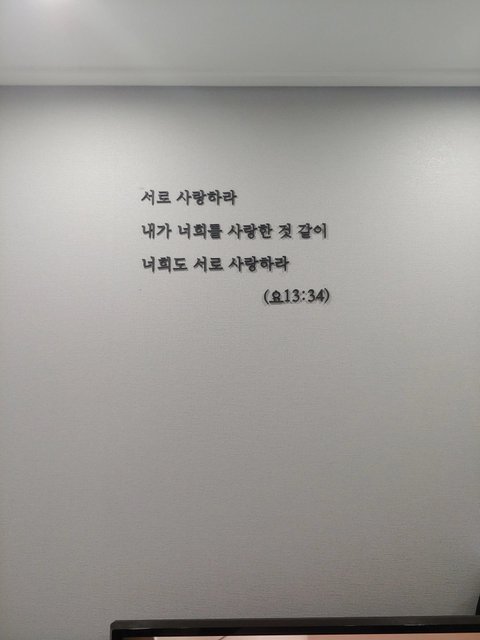 서로 사랑하라
내가 너희를 사랑한 것 같이
너희도 서로 사랑하라
(요13:34)